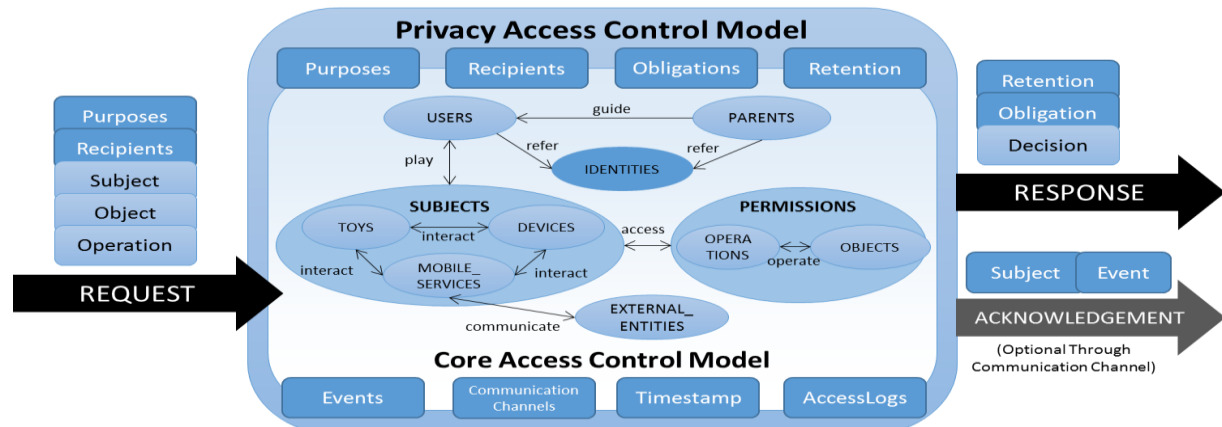 Privacy Access Control Model
Purposes
Recipients
Obligations
Retention
Purposes
Recipients
Subject
Object
Operation
REQUEST
USERS
guide
PARENTS
play
refer
refer
IDENTITIES
SUBJECTS
TOYS
interact
DEVICES
interact
MOBILE_
SERVICES
interact
access
PERMISSIONS
OPERA
TIONS
operate
OBJECTS
communicate
EXTERNAL_
ENTITIES
Core Access Control Model
Events
Communication
Channels
Timestamp
AccessLogs
Retention
Obligation
Decision
RESPONSE
Subject
Event
ACKNOWLEDGEMENT
(Optional Through
Communication Channel)